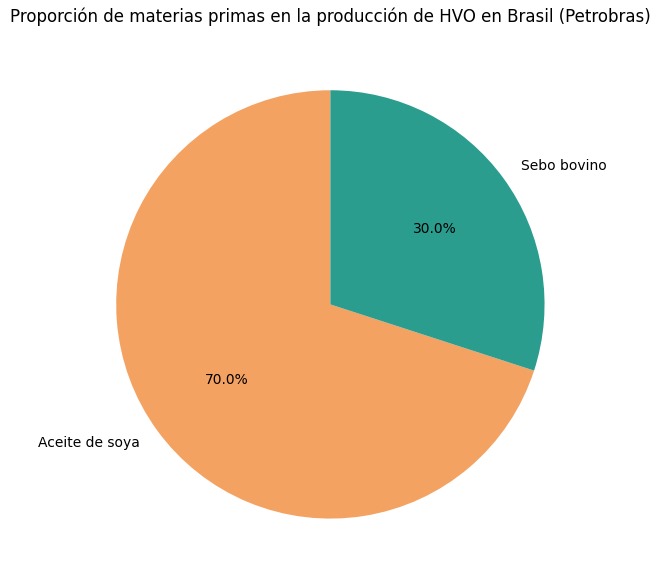 Proporción de materias primas en la producción de HVO en Brasil (Petrobras)
Sebo bovino
30.0%
70.0%
Aceite de soya